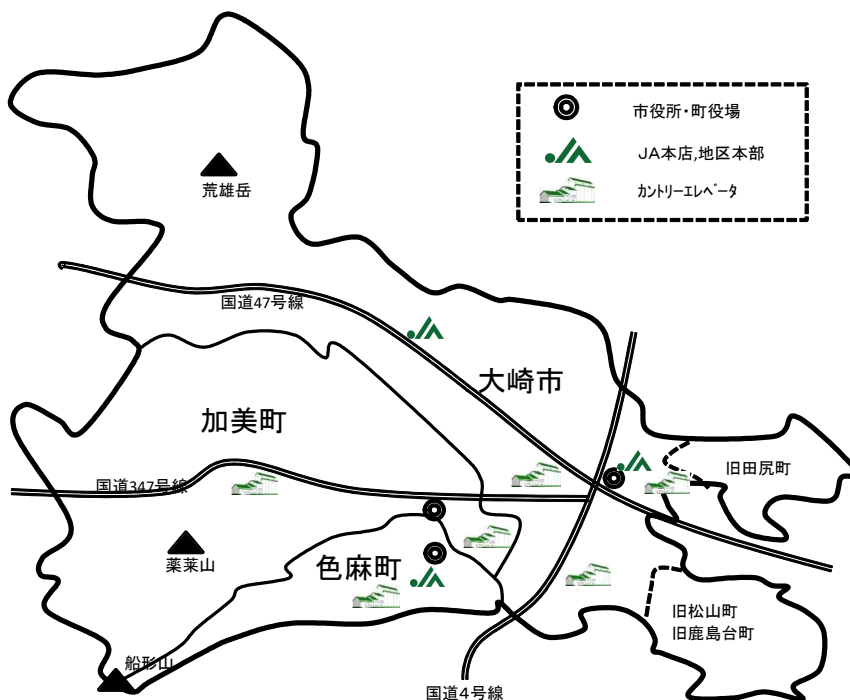 市役所・町役場
JA本店,地区本部
カントリーエレベータ
荒雄岳
国道47号線
大崎市
加美町
旧田尻町
国道347号線
薬莱山
色麻町
旧松山町
旧鹿島台町
船形山
国道４号線